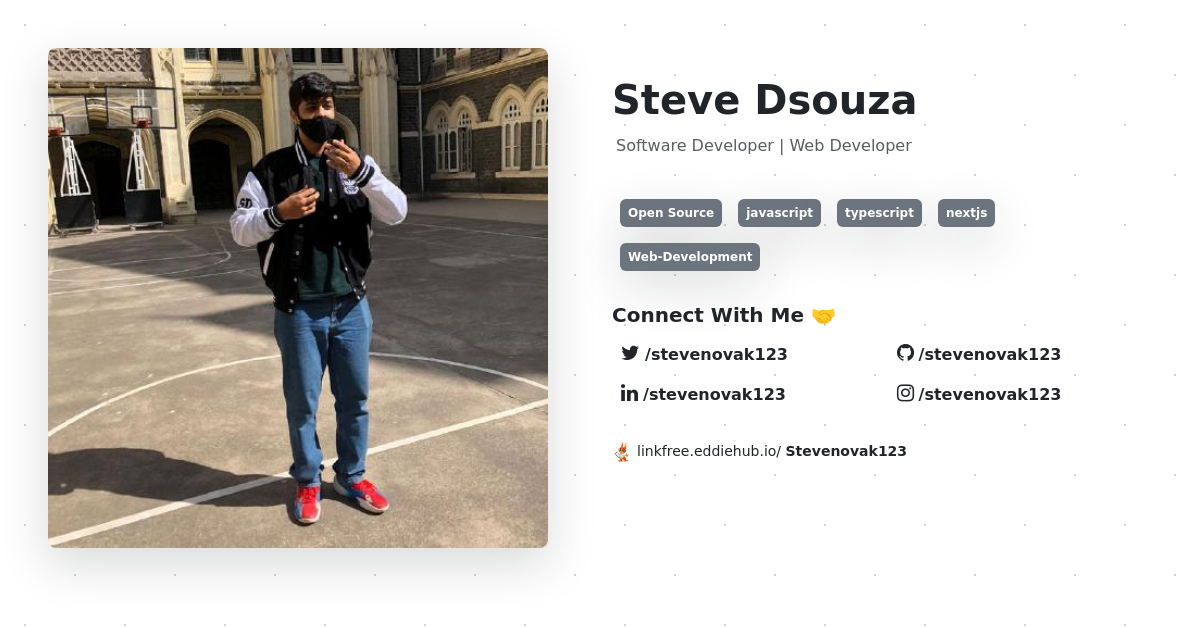 SD
Steve Dsouza
Software Developer | Web Developer
Open Source javascript typescript nextjs
Web-Development
Connect With Me 🤝
/stevenovak123 /stevenovak123
/stevenovak123 /stevenovak123
linkfree.eddiehub.io/ Stevenovak123